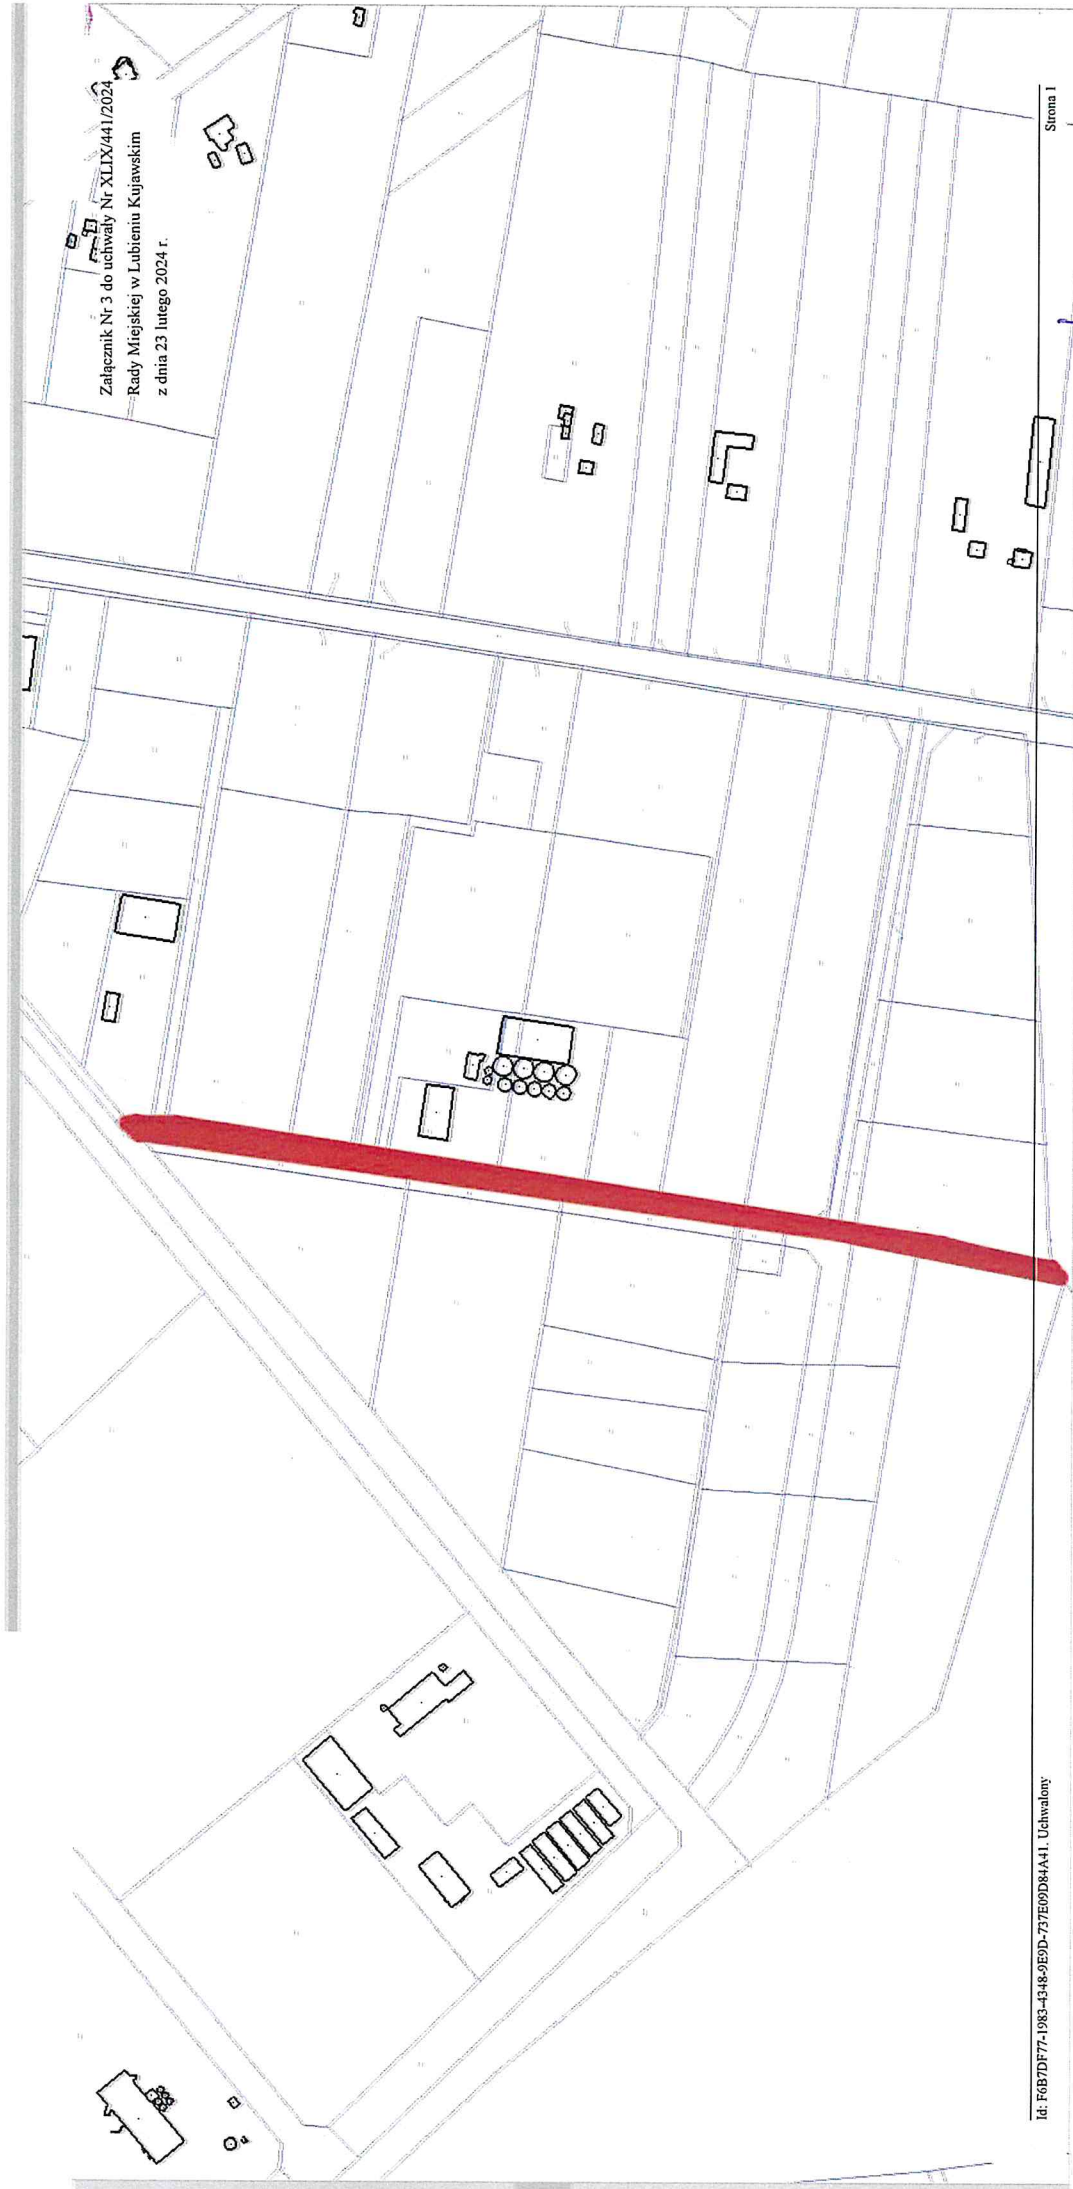 Załącznik Nr 3 do uchwały Nr XLIX/441/2024
Rady Miejskiej w Lubieniu Kujawskim
z dnia 23 lutego 2024 r.
Id: F6B7DF77-1983-4348-9E9D-737E09D84A41. Uchwalony
Strona 1